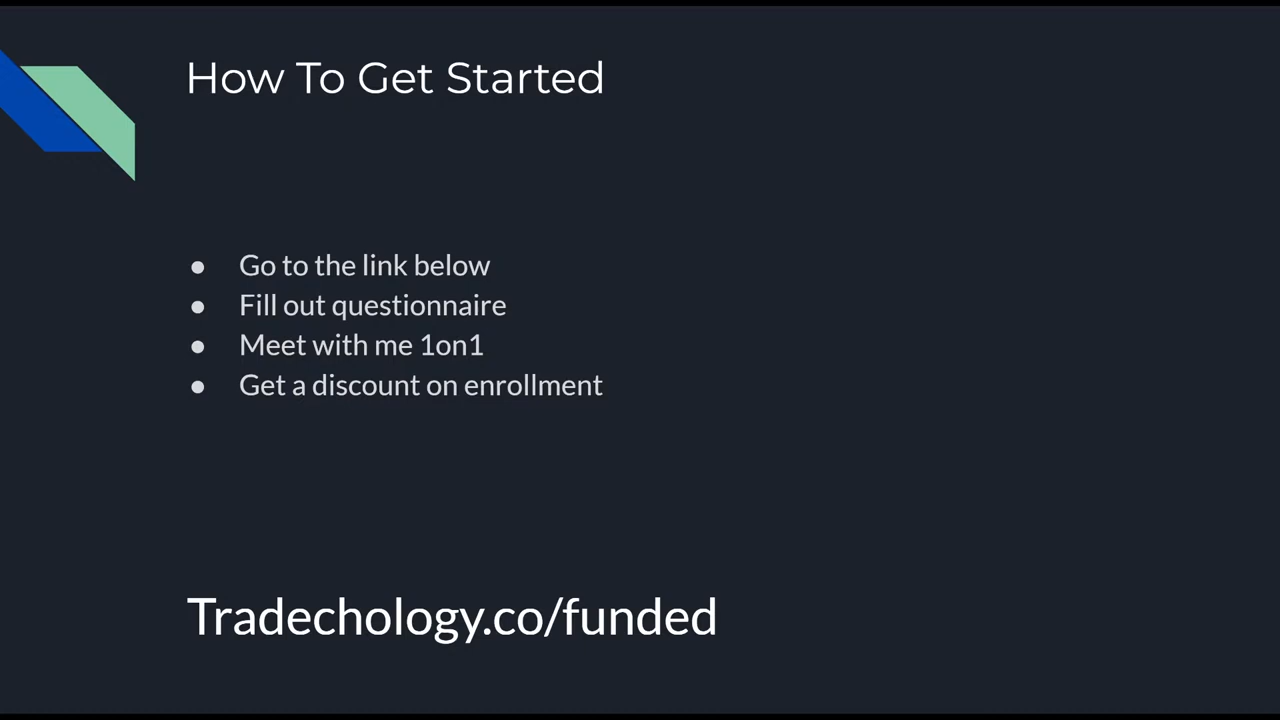 How To Get Started
● Go to the link below
● Fill out questionnaire
● Meet with me 1on1
● Get a discount on enrollment
Tradechology.co/funded